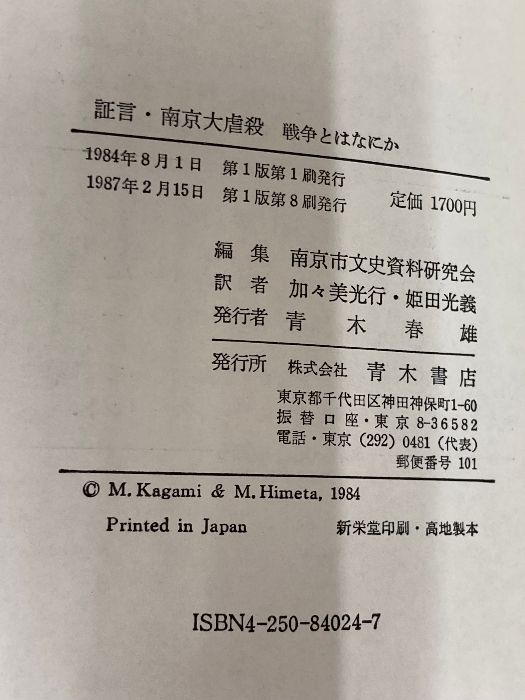 証言・南京大虐殺 戦争とはなにか
1984年8月1日 第1版第1刷発行
1987年2月15日 第1版第8刷発行 定価 1700円
編集 南京市文史資料研究会
訳者 加々美光行・姫田光義
発行者 青木春雄
発行所 株式会社 青木書店
東京都千代田区神田神保町1-60
振替口座・東京 8-36582
電話・東京 (292) 0481 (代表)
郵便番号 101
© M. Kagami & M. Himeta, 1984
Printed in Japan 新栄堂印刷・高地製本
ISBN4-250-84024-7